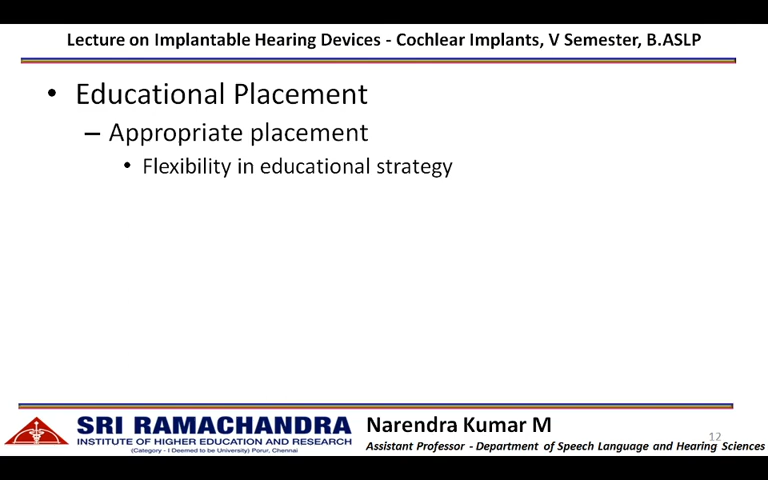 Lecture on Implantable Hearing Devices - Cochlear Implants, V Semester, B.ASLP
• Educational Placement
– Appropriate placement
• Flexibility in educational strategy
SRI RAMACHANDRA
INSTITUTE OF HIGHER EDUCATION AND RESEARCH
(Category - I Deemed to be University) Porur, Chennai
Narendra Kumar M
12
Assistant Professor - Department of Speech Language and Hearing Sciences